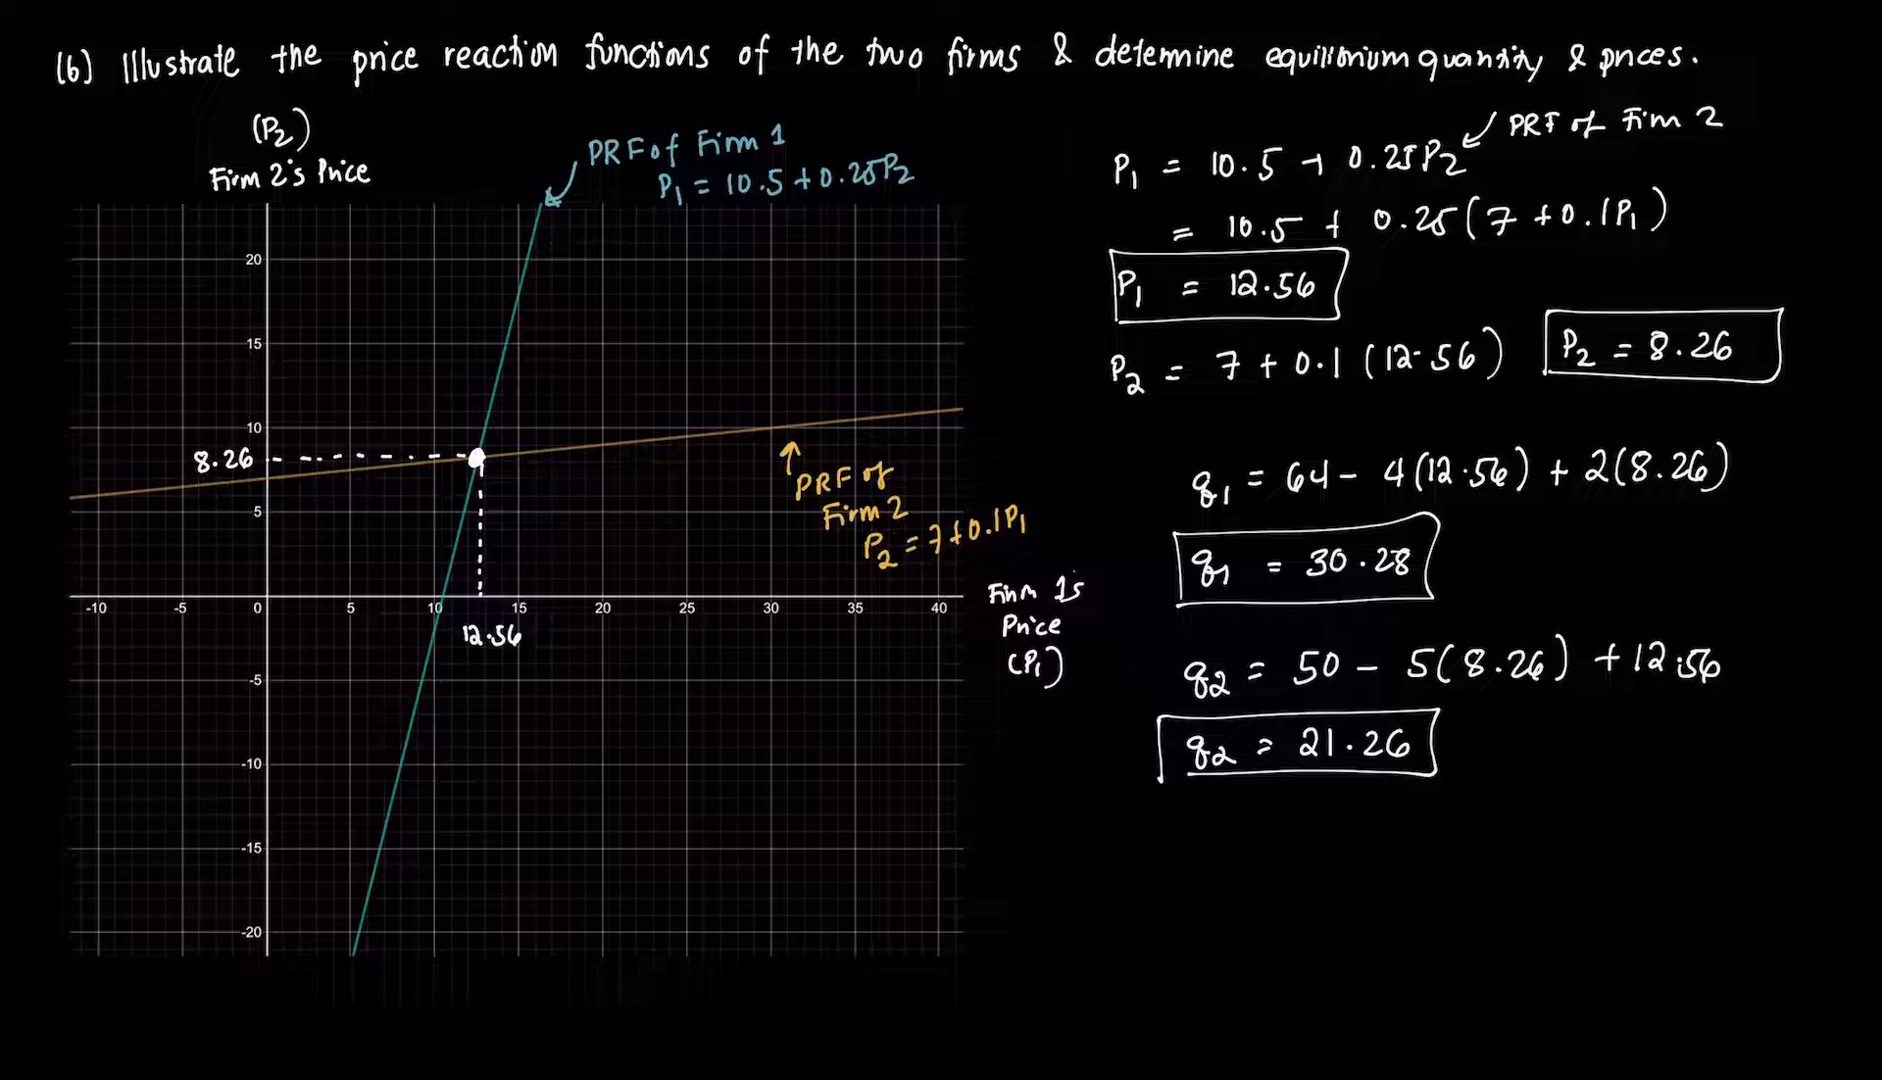 (b) Illustrate the price reaction functions of the two firms & determine equilibrium quantity & prices.
(P₂)
Firm 2's Price
PRF of Firm 1
P₁ = 10.5 + 0.25P₂
20
15
10
8.26
5
-10 -5 0 5 10 15 20 25 30 35 40
12.56
-5
-10
-15
-20
PRF of
Firm 2
P₂ = 7 + 0.1P₁
Firm 1's
Price
(P₁)
PRF of Firm 2
P₁ = 10.5 + 0.25P₂
= 10.5 + 0.25(7 + 0.1P₁)
P₁ = 12.56
P₂ = 7 + 0.1(12.56) P₂ = 8.26
q₁ = 64 - 4(12.56) + 2(8.26)
q₁ = 30.28
q₂ = 50 - 5(8.26) + 12.56
q₂ = 21.26